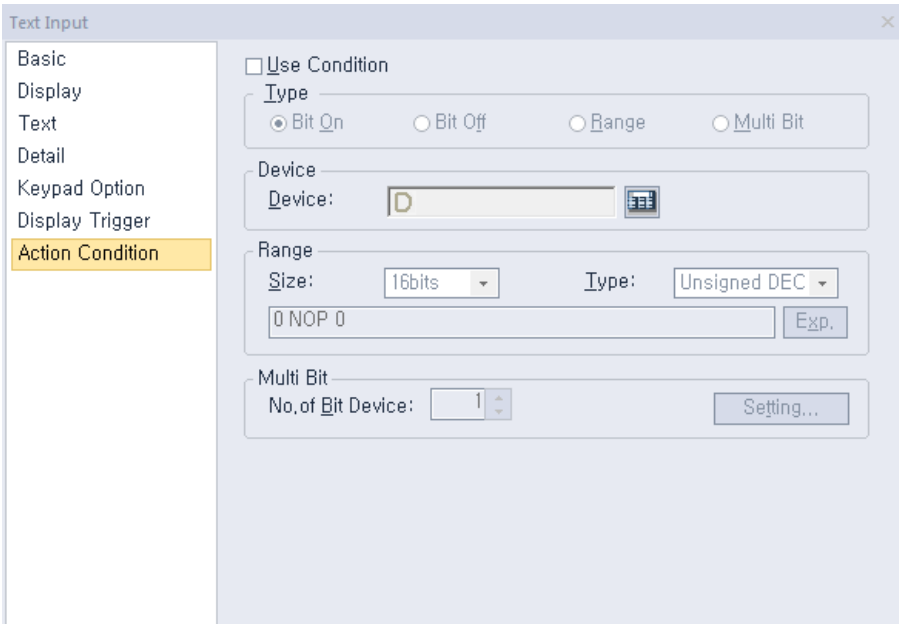 Text Input
Basic
Display
Text
Detail
Keypad Option
Display Trigger
Action Condition
Use Condition
Type
Bit On Bit Off Range Multi Bit
Device
Device: D
Range
Size: 16bits Type: Unsigned DEC
0 NOP 0 Exp.
Multi Bit
No.of Bit Device: 1 Setting...